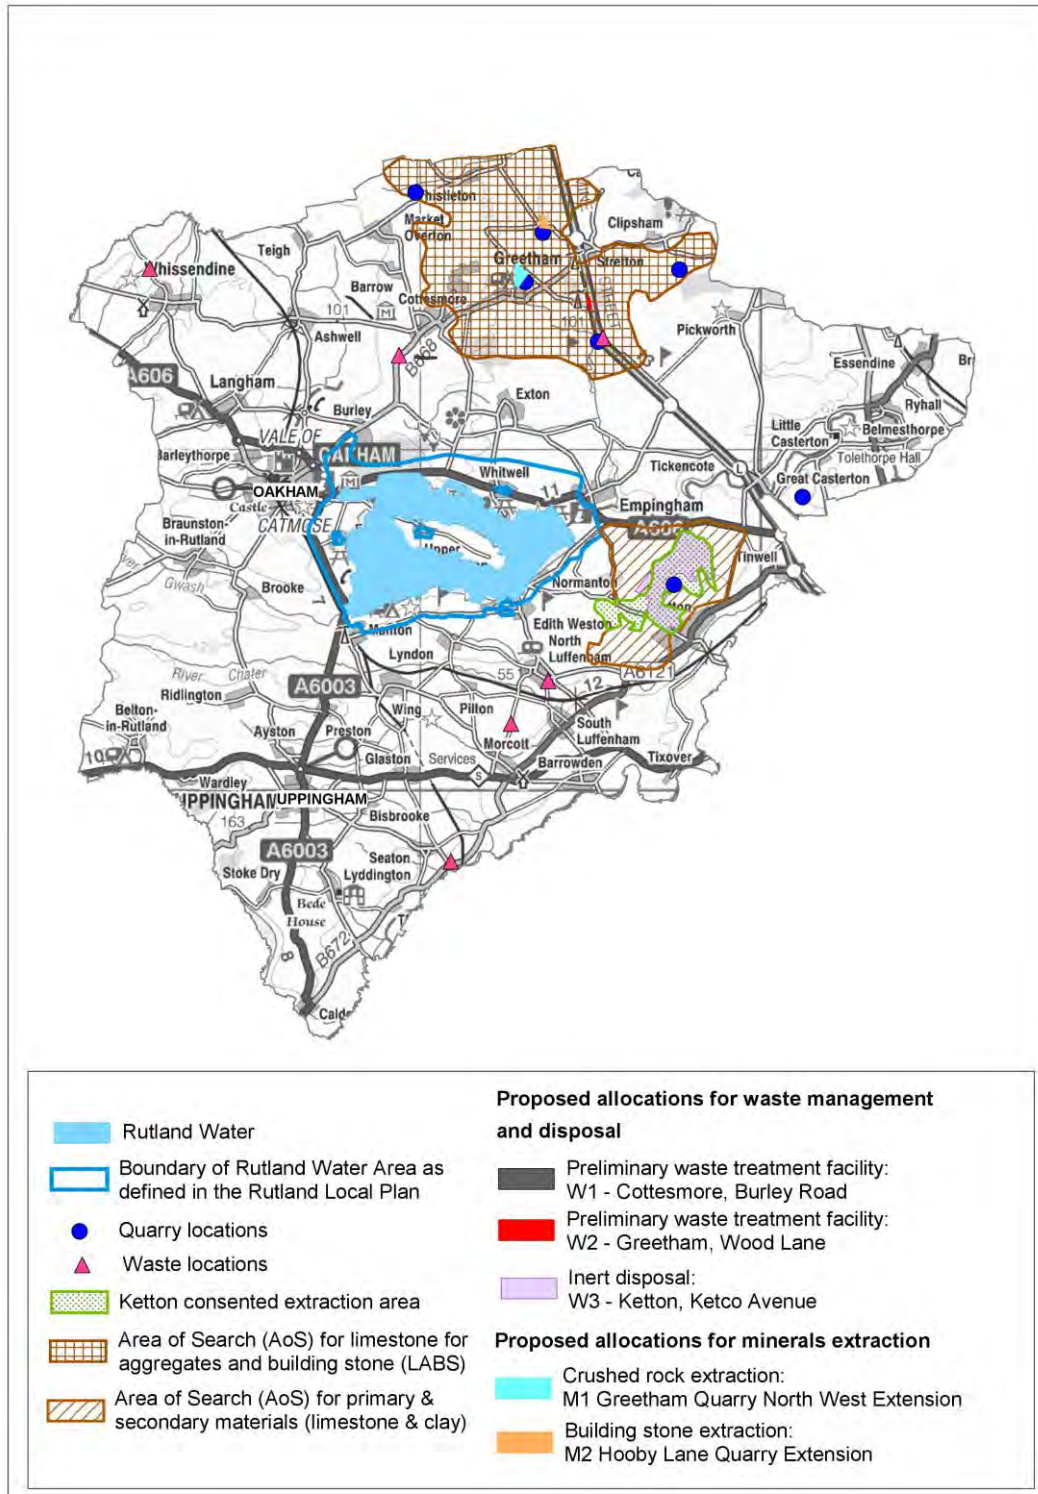 Teigh
Whissendine
Barrow
Market
Overton
Greetham
Stretton
Clipsham
Cottesmore
101
Ashwell
B668
101
Pickworth
Essendine
A606
Langham
Burley
Exton
Ryhall
Little
Casterton
Belmesthorpe
Tolethorpe Hall
VALE OF
Whitwell
Tickencote
Great Casterton
OAKHAM
Castle
CATMOSE
11
Empingham
Braunston-
in-Rutland
Upper
Tinwell
Gwash
Brooke
Normanton
Edith Weston
North
Luffenham
Manton
Lyndon
A6121
River Chater
Ridlington
A6003
55
12
Wing
Pilton
Belton-
in-Rutland
Ayston
Preston
Morcott
South
Luffenham
10
Glaston
Services
S
Barrowden
Tixover
Wardley
UPPINGHAM
163
Bisbrooke
A6003
Seaton
Stoke Dry
Lyddington
Bede
House
B672
8
Rutland Water
Boundary of Rutland Water Area as
defined in the Rutland Local Plan
Quarry locations
Waste locations
Ketton consented extraction area
Area of Search (AoS) for limestone for
aggregates and building stone (LABS)
Area of Search (AoS) for primary &
secondary materials (limestone & clay)
Proposed allocations for waste management
and disposal
Preliminary waste treatment facility:
W1 - Cottesmore, Burley Road
Preliminary waste treatment facility:
W2 - Greetham, Wood Lane
Inert disposal:
W3 - Ketton, Ketco Avenue
Proposed allocations for minerals extraction
Crushed rock extraction:
M1 Greetham Quarry North West Extension
Building stone extraction:
M2 Hooby Lane Quarry Extension